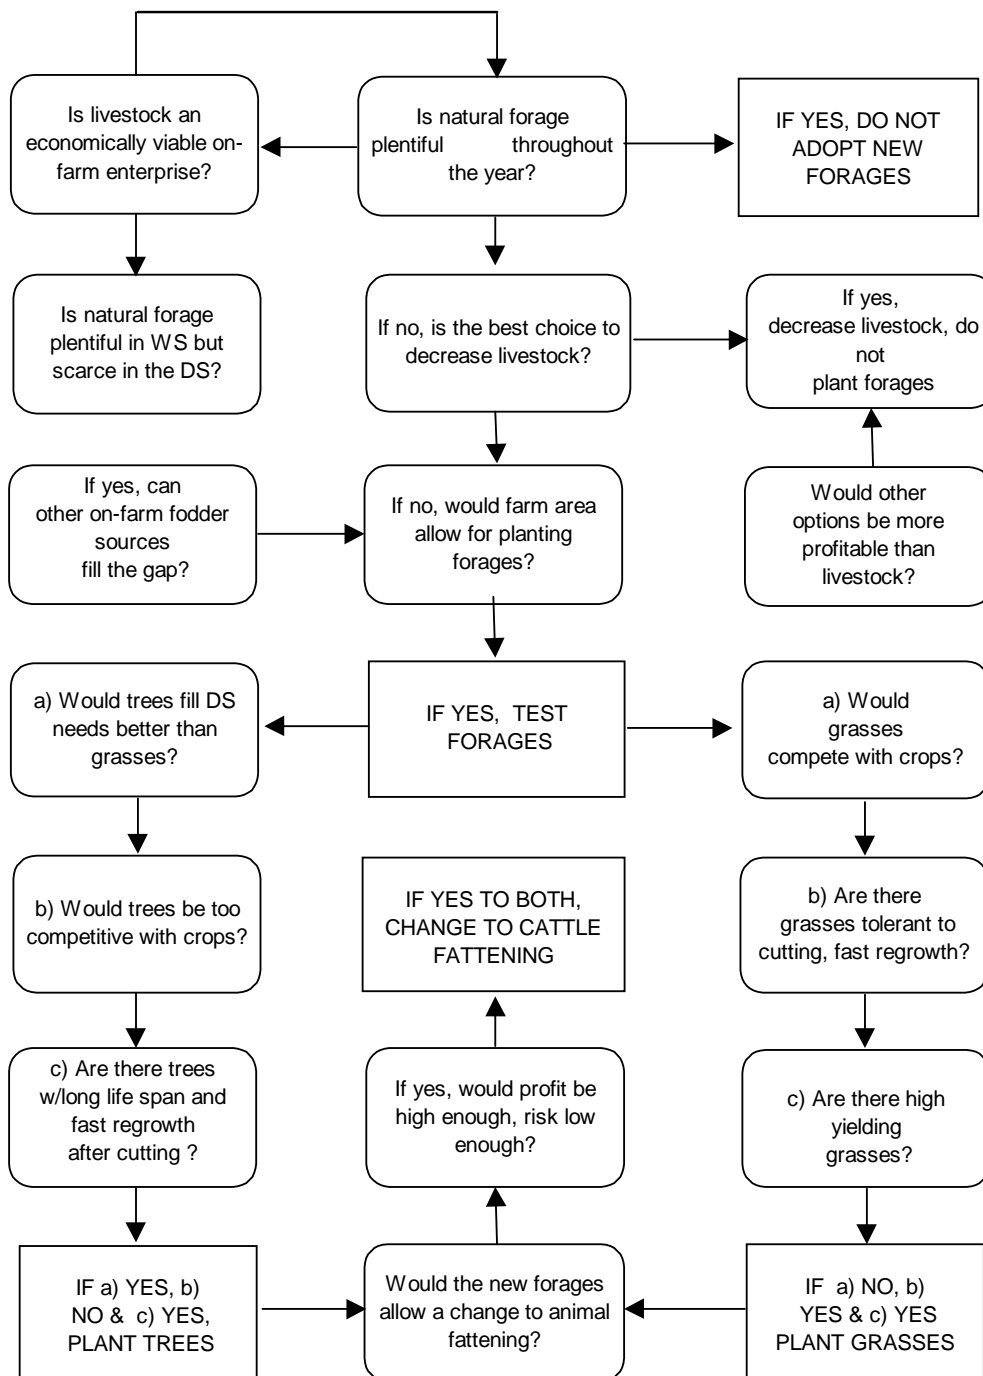 Is livestock an
economically viable on-
farm enterprise?
Is natural forage
plentiful throughout
the year?
IF YES, DO NOT
ADOPT NEW
FORAGES
Is natural forage
plentiful in WS but
scarce in the DS?
If no, is the best choice to
decrease livestock?
If yes,
decrease livestock, do
not
plant forages
If yes, can
other on-farm fodder
sources
fill the gap?
If no, would farm area
allow for planting
forages?
Would other
options be more
profitable than
livestock?
a) Would trees fill DS
needs better than
grasses?
IF YES, TEST
FORAGES
a) Would
grasses
compete with crops?
b) Would trees be too
competitive with crops?
IF YES TO BOTH,
CHANGE TO CATTLE
FATTENING
b) Are there
grasses tolerant to
cutting, fast regrowth?
c) Are there trees
w/long life span and
fast regrowth
after cutting ?
If yes, would profit be
high enough, risk low
enough?
c) Are there high
yielding
grasses?
IF a) YES, b)
NO & c) YES,
PLANT TREES
Would the new forages
allow a change to animal
fattening?
IF a) NO, b)
YES & c) YES
PLANT GRASSES